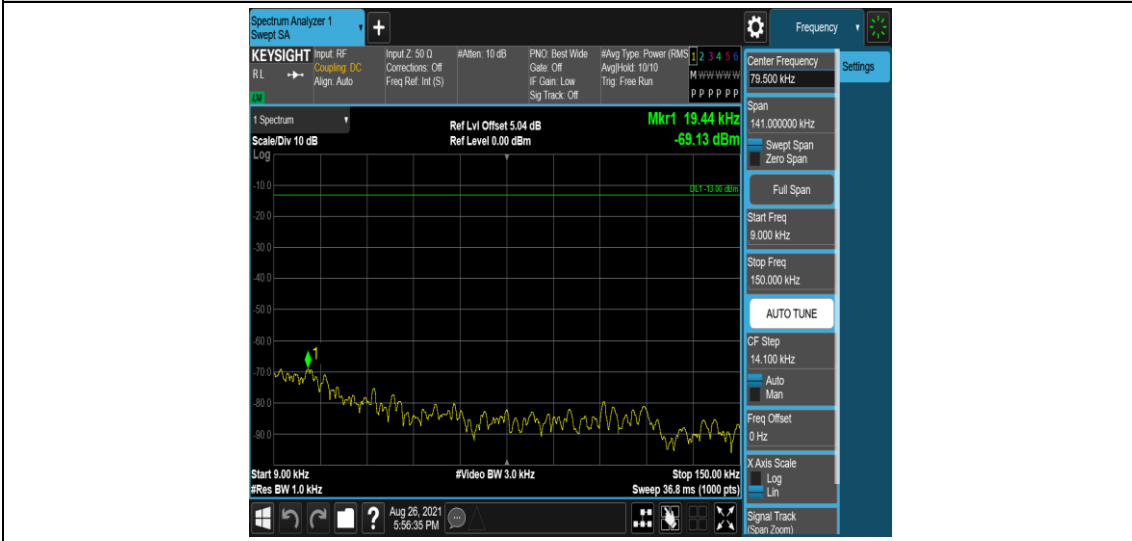 Spectrum Analyzer 1
Swept SA
+
Frequency
KEYSIGHT
RL
Input: RF
Coupling: DC
Align: Auto
Input Z: 50 Ω
Corrections: Off
Freq Ref: Int (S)
#Atten: 10 dB
PNO: Best Wide
Gate: Off
IF Gain: Low
Sig Track: Off
#Avg Type: Power (RMS
Avg|Hold: 10/10
Trig: Free Run
1 2 3 4 5 6
M W W W W W
P P P P P P
1 Spectrum
Scale/Div 10 dB
Ref Lvl Offset 5.04 dB
Ref Level 0.00 dBm
Mkr1 19.44 kHz
-69.13 dBm
Log
DL1 -13.00 dBm
-10.0
-20.0
-30.0
-40.0
-50.0
-60.0
-70.0
-80.0
-90.0
1
Start 9.00 kHz
#Res BW 1.0 kHz
#Video BW 3.0 kHz
Stop 150.00 kHz
Sweep 36.8 ms (1000 pts)
Center Frequency
79.500 kHz
Settings
Span
141.000000 kHz
Swept Span
Zero Span
Full Span
Start Freq
9.000 kHz
Stop Freq
150.000 kHz
AUTO TUNE
CF Step
14.100 kHz
Auto
Man
Freq Offset
0 Hz
X Axis Scale
Log
Lin
Signal Track
(Span Zoom)
?
Aug 26, 2021
5:56:35 PM